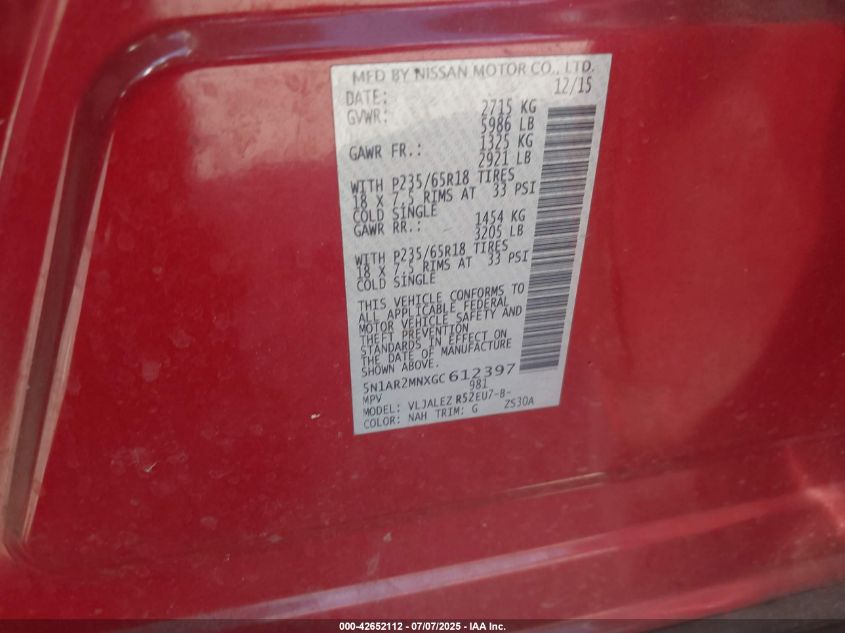 MFD BY NISSAN MOTOR CO., LTD.
DATE: 12/15
GVWR: 2715 KG
5986 LB
GAWR FR.: 1325 KG
2921 LB
WITH P235/65R18 TIRES
18 X 7.5 RIMS AT 33 PSI
COLD SINGLE
GAWR RR.: 1454 KG
3205 LB
WITH P235/65R18 TIRES
18 X 7.5 RIMS AT 33 PSI
COLD SINGLE
THIS VEHICLE CONFORMS TO
ALL APPLICABLE FEDERAL
MOTOR VEHICLE SAFETY AND
THEFT PREVENTION
STANDARDS IN EFFECT ON
THE DATE OF MANUFACTURE
SHOWN ABOVE.
5N1AR2MNXGC612397
MPV 981
MODEL: VLJALEZ R52EU7-B-
COLOR: NAH TRIM: G ZS30A
000-42652112 - 07/07/2025 - IAA Inc.